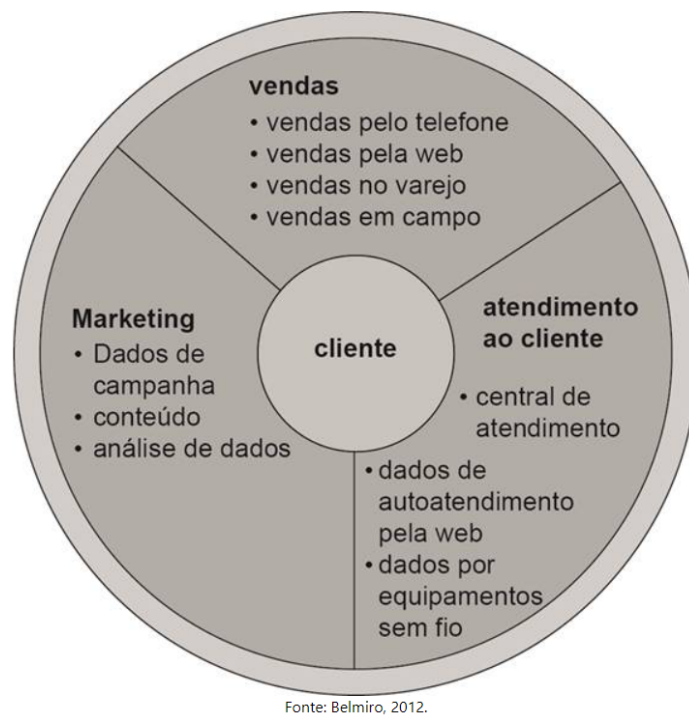 vendas
• vendas pelo telefone
• vendas pela web
• vendas no varejo
• vendas em campo
Marketing
• Dados de
campanha
• conteúdo
• análise de dados
cliente
atendimento
ao cliente
• central de
atendimento
• dados de
autoatendimento
pela web
• dados por
equipamentos
sem fio
Fonte: Belmiro, 2012.